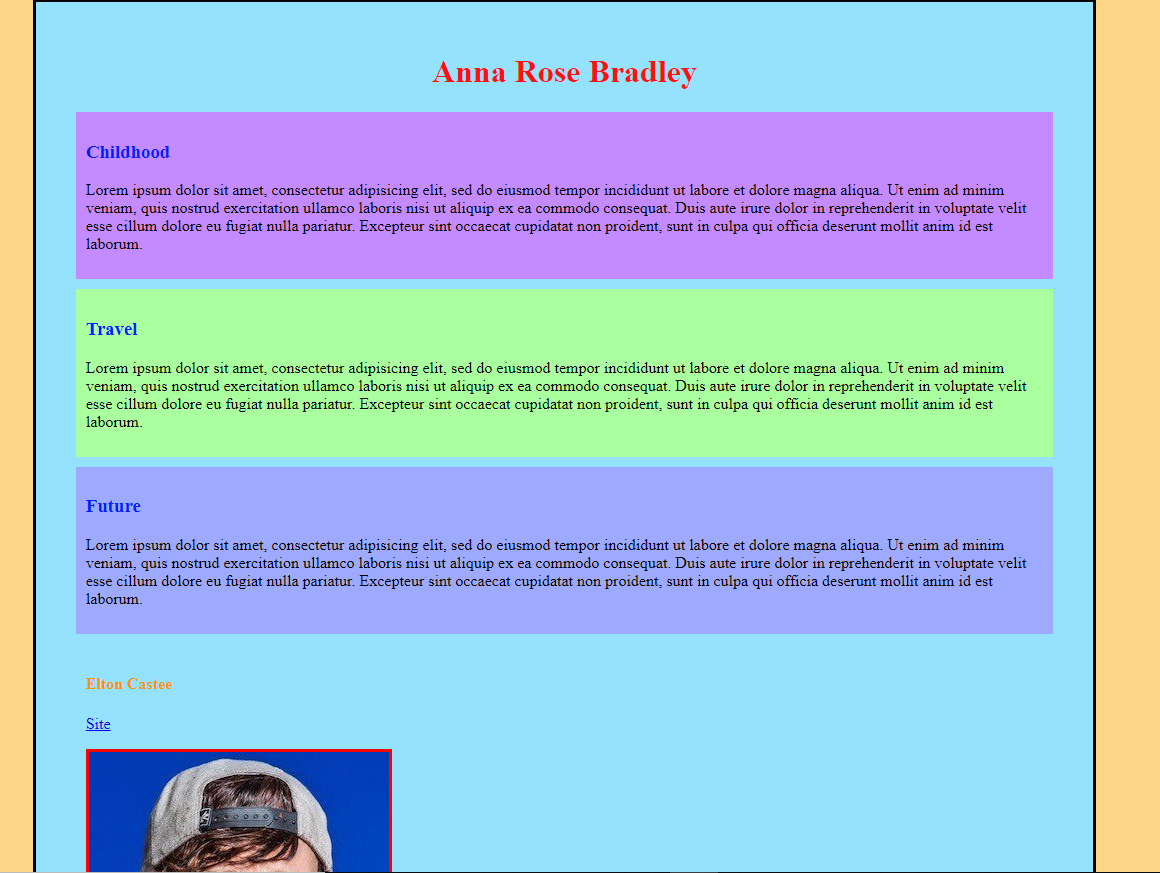 Anna Rose Bradley
Childhood
Lorem ipsum dolor sit amet, consectetur adipisicing elit, sed do eiusmod tempor incididunt ut labore et dolore magna aliqua. Ut enim ad minim
veniam, quis nostrud exercitation ullamco laboris nisi ut aliquip ex ea commodo consequat. Duis aute irure dolor in reprehenderit in voluptate velit
esse cillum dolore eu fugiat nulla pariatur. Excepteur sint occaecat cupidatat non proident, sunt in culpa qui officia deserunt mollit anim id est
laborum.
Travel
Lorem ipsum dolor sit amet, consectetur adipisicing elit, sed do eiusmod tempor incididunt ut labore et dolore magna aliqua. Ut enim ad minim
veniam, quis nostrud exercitation ullamco laboris nisi ut aliquip ex ea commodo consequat. Duis aute irure dolor in reprehenderit in voluptate velit
esse cillum dolore eu fugiat nulla pariatur. Excepteur sint occaecat cupidatat non proident, sunt in culpa qui officia deserunt mollit anim id est
laborum.
Future
Lorem ipsum dolor sit amet, consectetur adipisicing elit, sed do eiusmod tempor incididunt ut labore et dolore magna aliqua. Ut enim ad minim
veniam, quis nostrud exercitation ullamco laboris nisi ut aliquip ex ea commodo consequat. Duis aute irure dolor in reprehenderit in voluptate velit
esse cillum dolore eu fugiat nulla pariatur. Excepteur sint occaecat cupidatat non proident, sunt in culpa qui officia deserunt mollit anim id est
laborum.
Elton Castee
Site